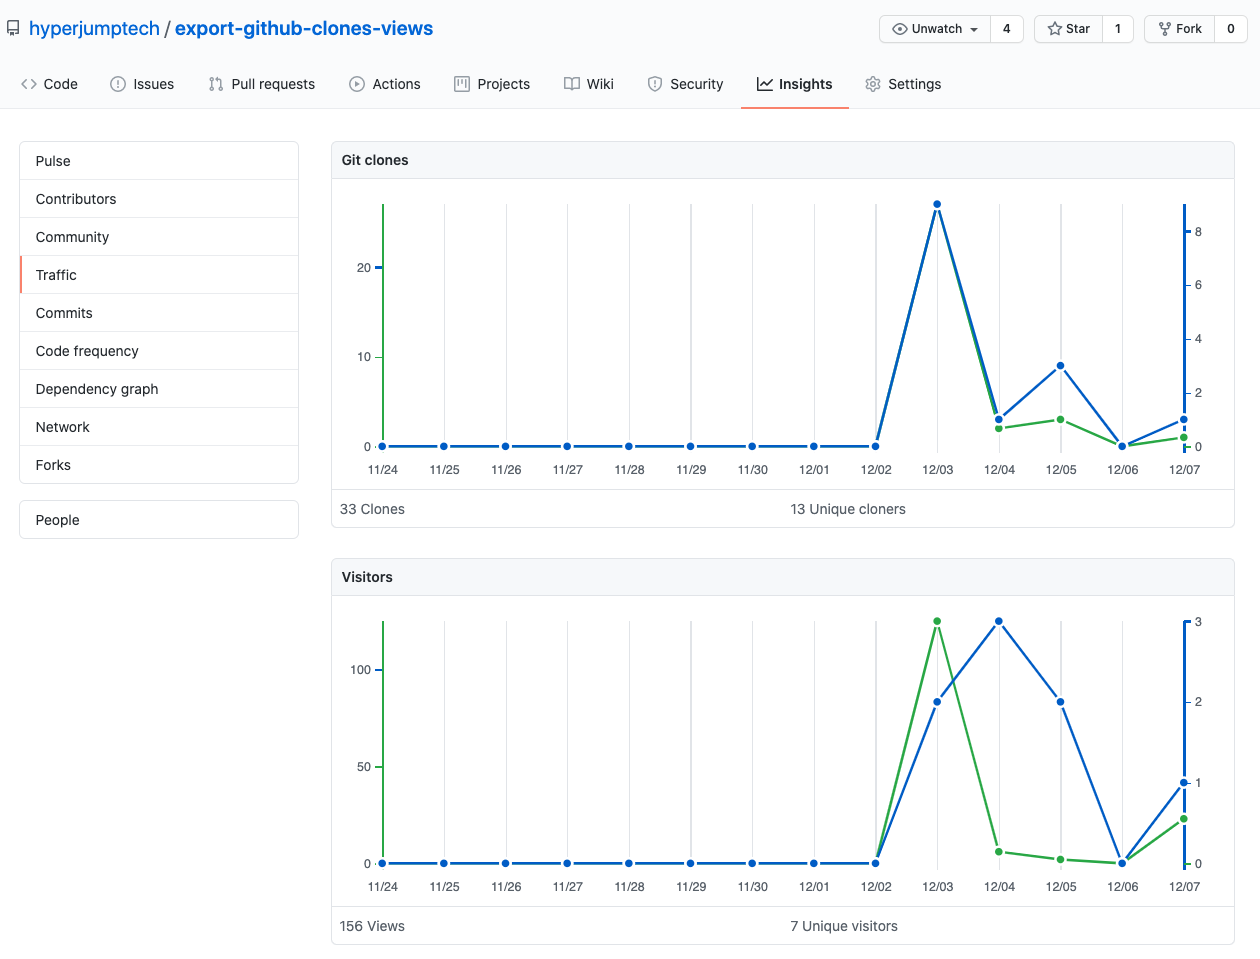 hyperjumptech / export-github-clones-views
Unwatch 4 Star 1 Fork 0
Code Issues Pull requests Actions Projects Wiki Security Insights Settings
Pulse
Contributors
Community
Traffic
Commits
Code frequency
Dependency graph
Network
Forks
People
Git clones
20
10
0
8
6
4
2
0
11/24 11/25 11/26 11/27 11/28 11/29 11/30 12/01 12/02 12/03 12/04 12/05 12/06 12/07
33 Clones 13 Unique cloners
Visitors
100
50
0
3
2
1
0
11/24 11/25 11/26 11/27 11/28 11/29 11/30 12/01 12/02 12/03 12/04 12/05 12/06 12/07
156 Views 7 Unique visitors